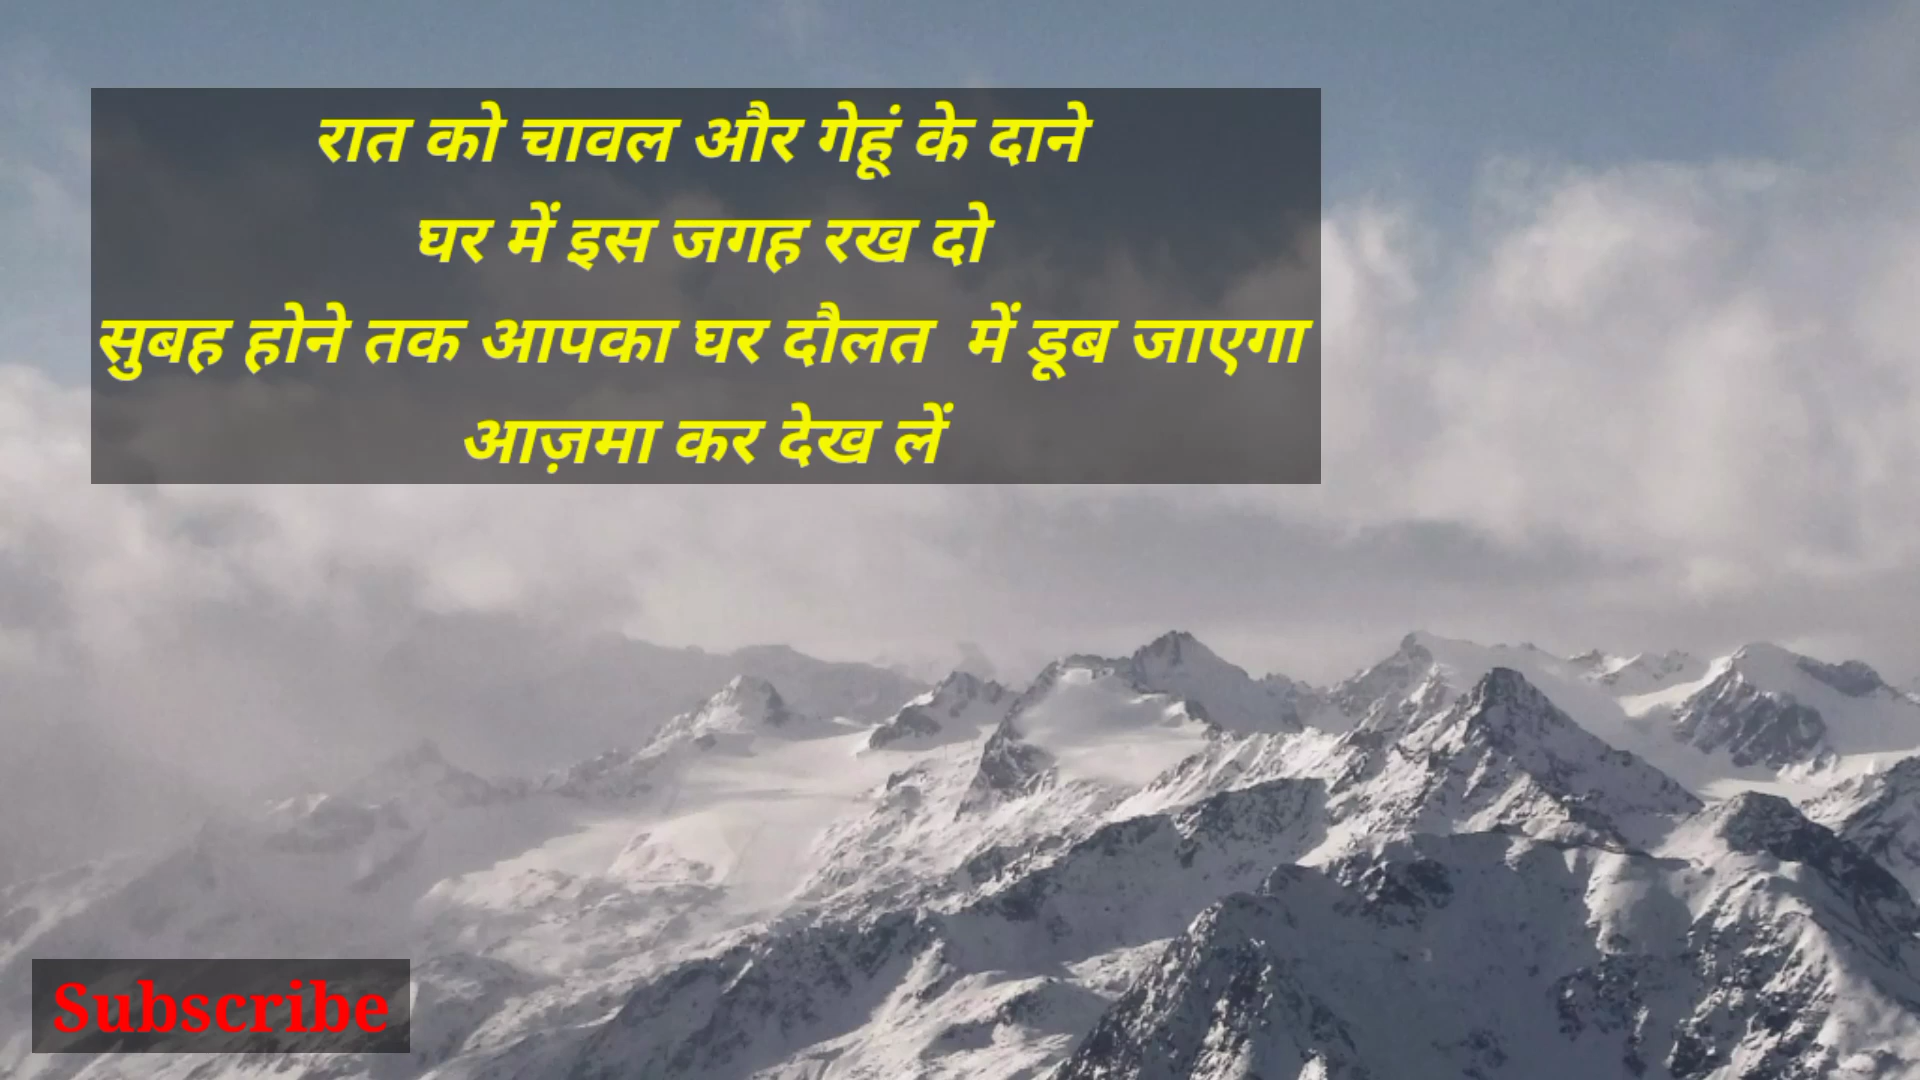 रात को चावल और गेहूं के दाने
घर में इस जगह रख दो
सुबह होने तक आपका घर दौलत में डूब जाएगा
आज़मा कर देख लें
Subscribe